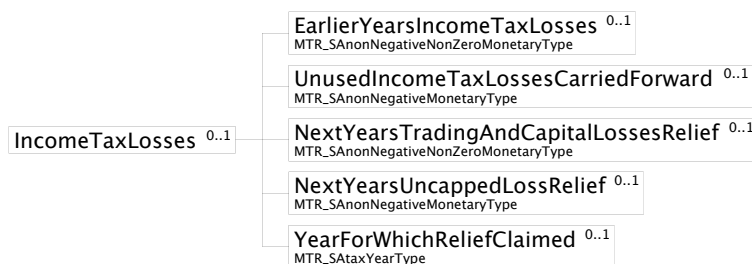 EarlierYearsIncomeTaxLosses 0..1
MTR_SAnonNegativeNonZeroMonetaryType
UnusedIncomeTaxLossesCarriedForward 0..1
MTR_SAnonNegativeMonetaryType
IncomeTaxLosses 0..1
NextYearsTradingAndCapitalLossesRelief 0..1
MTR_SAnonNegativeNonZeroMonetaryType
NextYearsUncappedLossRelief 0..1
MTR_SAnonNegativeMonetaryType
YearForWhichReliefClaimed 0..1
MTR_SAtaxYearType